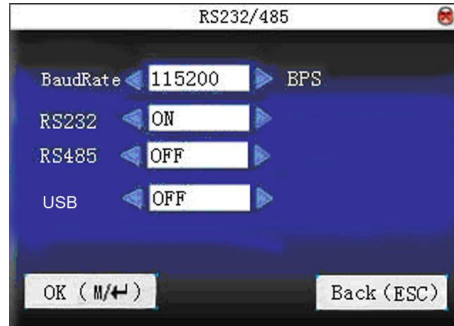 RS232/485
BaudRate 115200 BPS
RS232 ON
RS485 OFF
USB OFF
OK (M/↵) Back(ESC)